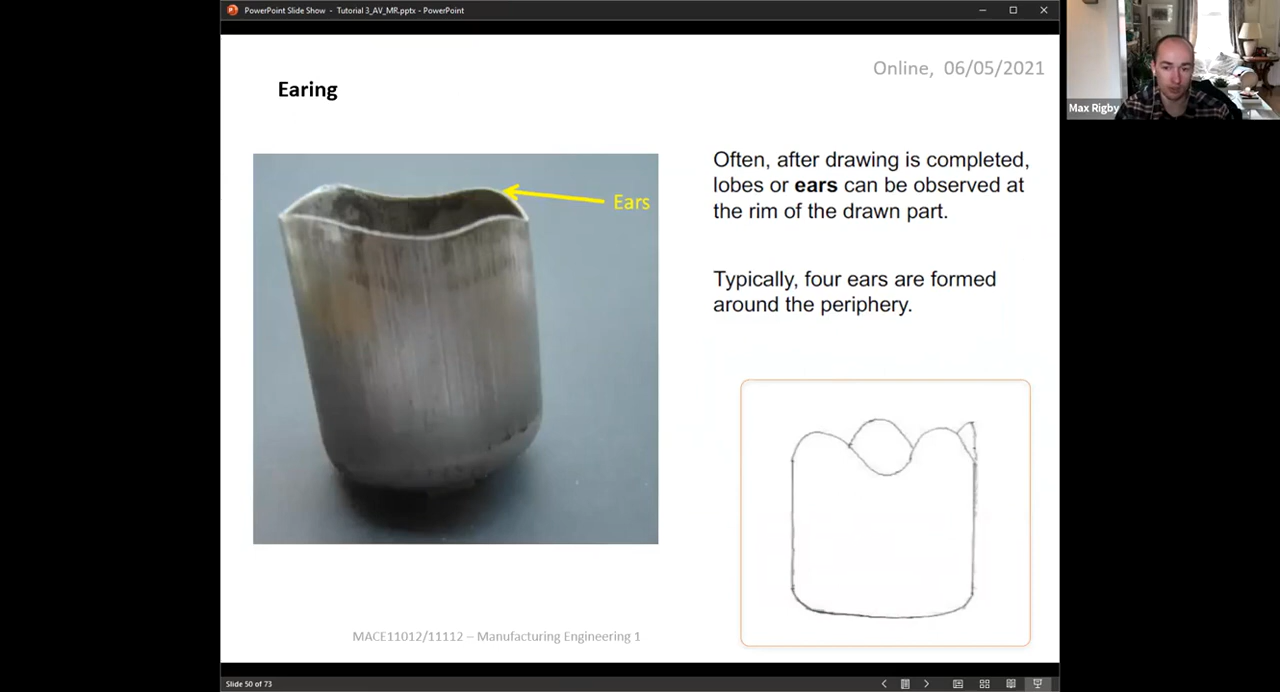 PowerPoint Slide Show - Tutorial 3_AV_MR.pptx - PowerPoint
Online, 06/05/2021
Max Rigby
Earing
Ears
Often, after drawing is completed,
lobes or ears can be observed at
the rim of the drawn part.
Typically, four ears are formed
around the periphery.
MACE11012/11112 – Manufacturing Engineering 1
Slide 50 of 73